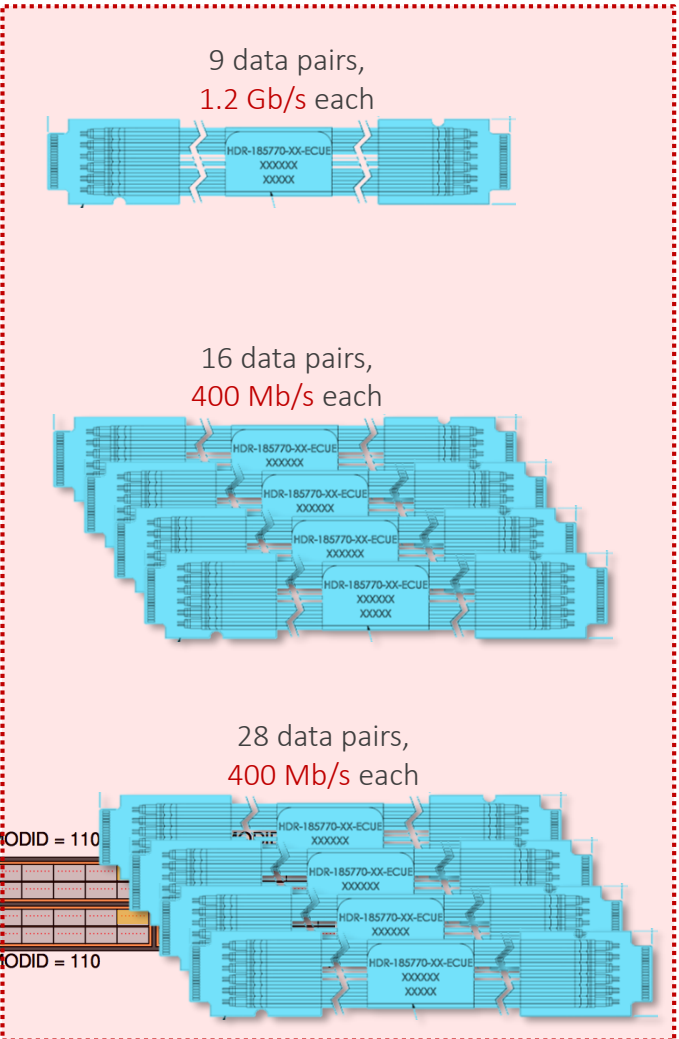 9 data pairs,
1.2 Gb/s each
HDR-185770-XX-ECUE
XXXXXX
XXXXX
16 data pairs,
400 Mb/s each
HDR-185770-XX-ECUE
XXXXXX
HDR-185770-XX-ECUE
XXXXXX
HDR-185770-XX-ECUE
XXXXXX
HDR-185770-XX-ECUE
XXXXXX
XXXXX
28 data pairs,
400 Mb/s each
HDR-185770-XX-ECUE
XXXXXX
ODID = 110
HDR-185770-XX-ECUE
XXXXXX
HDR-185770-XX-ECUE
XXXXXX
ODID = 110
HDR-185770-XX-ECUE
XXXXXX
XXXXX